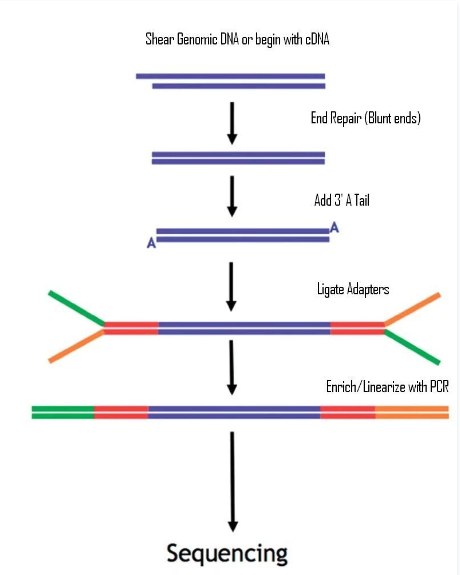 Shear Genomic DNA or begin with cDNA
End Repair (Blunt ends)
Add 3' A Tail
A
A
Ligate Adapters
Enrich/Linearize with PCR
Sequencing